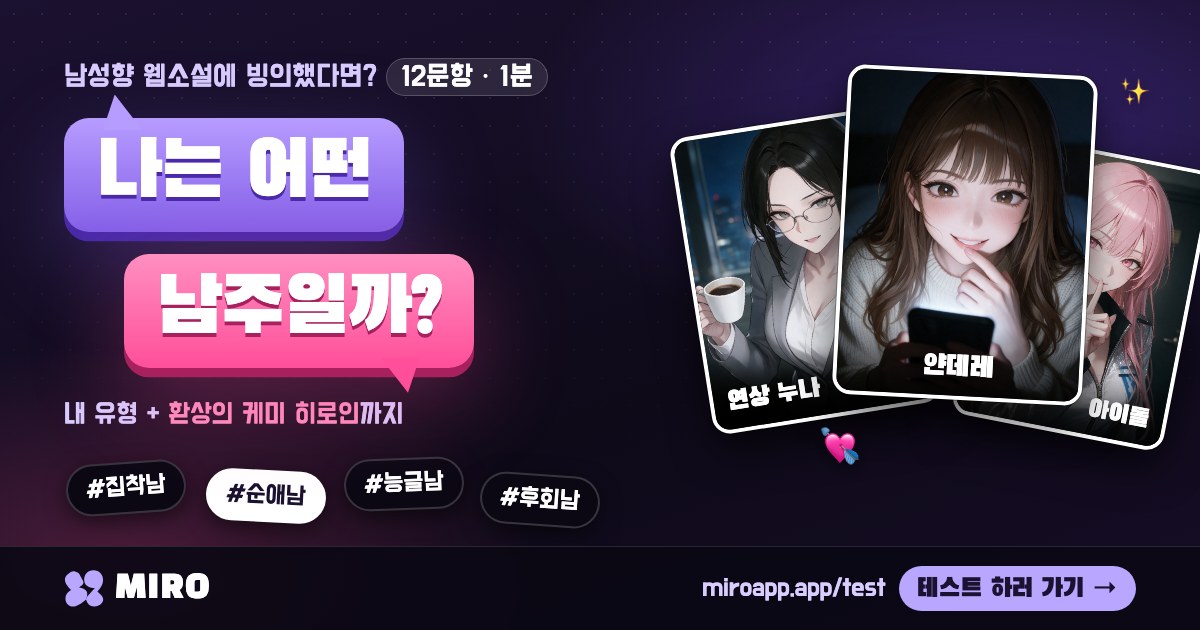 남성향 웹소설에 빙의했다면? 12문항 · 1분
나는 어떤
남주일까?
내 유형 + 환상의 케미 히로인까지
#집착남 #순애남 #능글남 #후회남
연상 누나
얀데레
아이돌
MIRO
miroapp.app/test 테스트 하러 가기 →